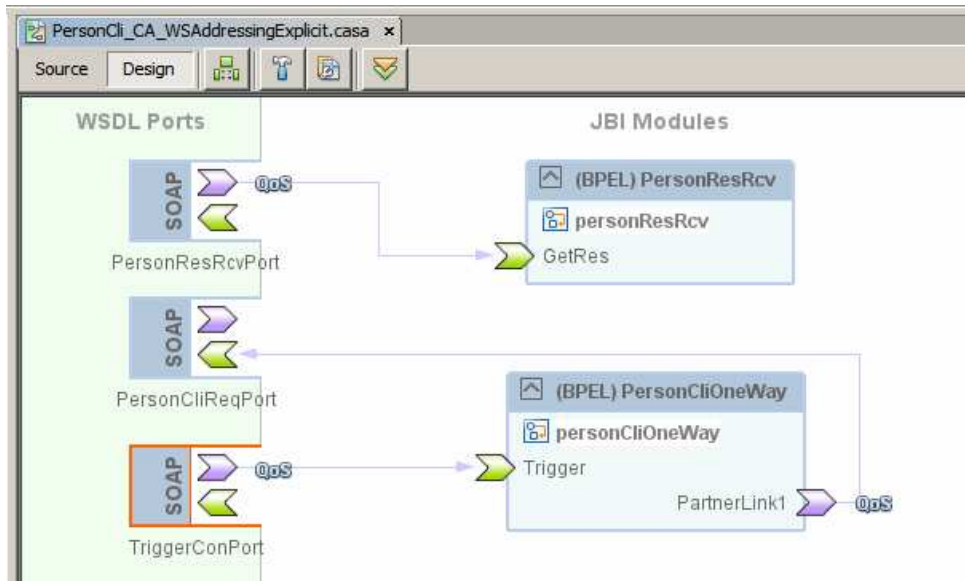 PersonCli_CA_WSAddressingExplicit.casa ×
Source Design
WSDL Ports
JBI Modules
SOAP
QoS
PersonResRcvPort
(BPEL) PersonResRcv
personResRcv
GetRes
SOAP
PersonCliReqPort
(BPEL) PersonCliOneWay
personCliOneWay
SOAP
QoS
Trigger
PartnerLink1
QoS
TriggerConPort